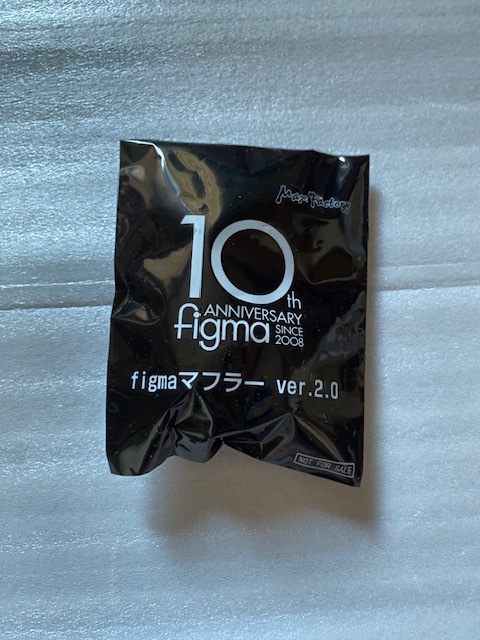 Max Factory
10th
ANNIVERSARY
figma SINCE 2008
figmaマフラー ver.2.0
NOT FOR SALE